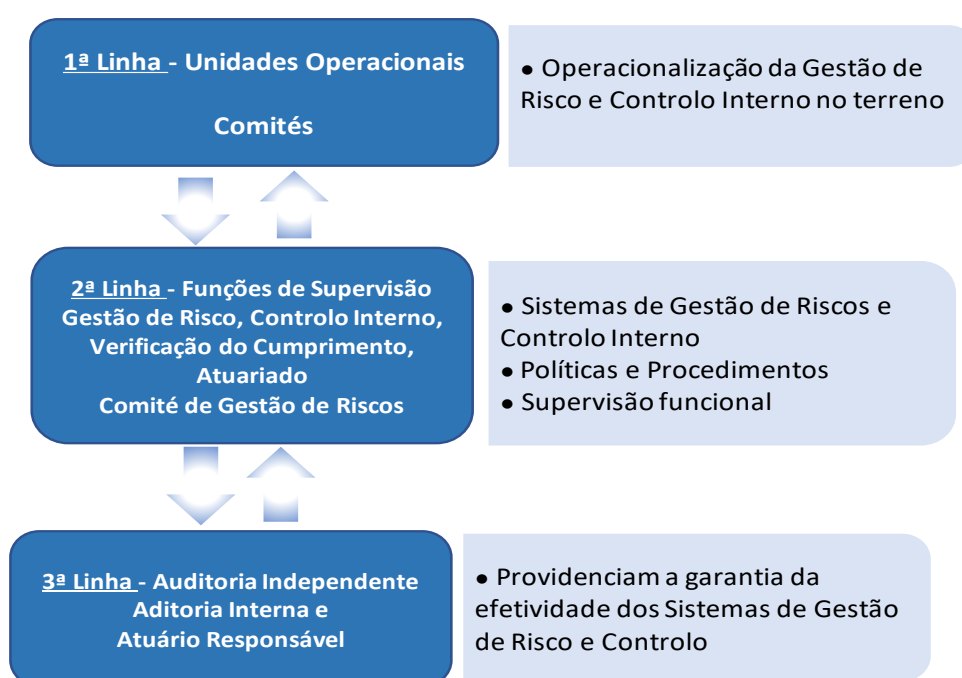 1ª Linha - Unidades Operacionais
Comités
● Operacionalização da Gestão de
Risco e Controlo Interno no terreno
2ª Linha - Funções de Supervisão
Gestão de Risco, Controlo Interno,
Verificação do Cumprimento,
Atuariado
Comité de Gestão de Riscos
● Sistemas de Gestão de Riscos e
Controlo Interno
● Políticas e Procedimentos
● Supervisão funcional
3ª Linha - Auditoria Independente
Aditoria Interna e
Atuário Responsável
● Providenciam a garantia da
efetividade dos Sistemas de Gestão
de Risco e Controlo